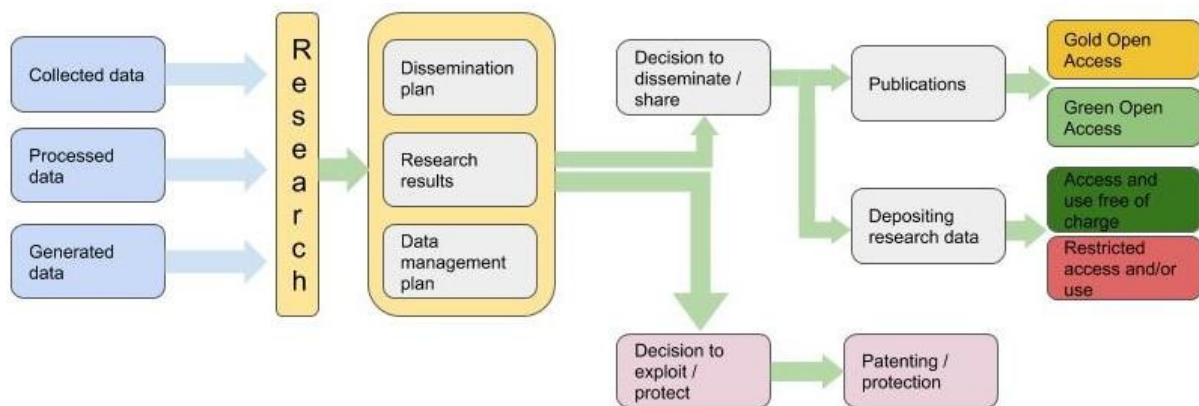 Collected data
Processed
data
Generated
data
Research
Dissemination
plan
Research
results
Data
management
plan
Decision to
disseminate /
share
Publications
Gold Open
Access
Green Open
Access
Depositing
research data
Access and
use free of
charge
Restricted
access and/or
use
Decision to
exploit /
protect
Patenting /
protection